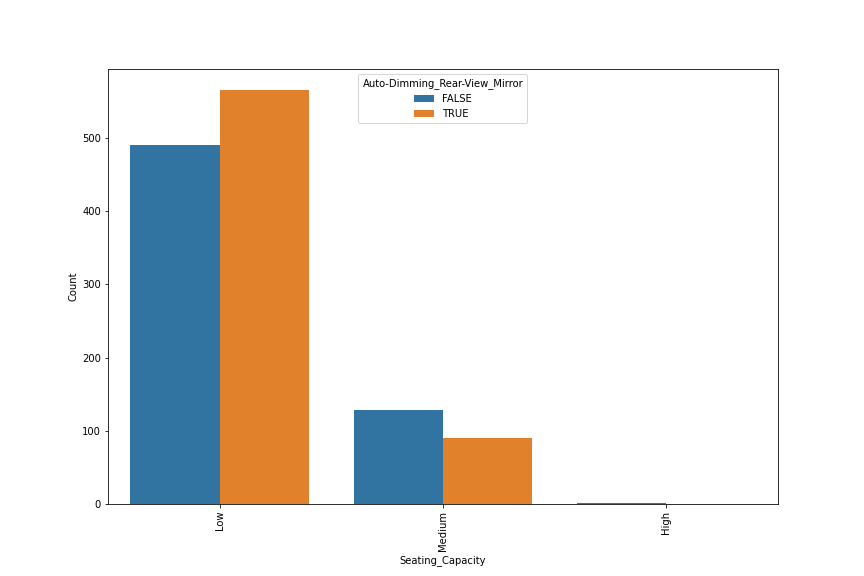 Auto-Dimming_Rear-View_Mirror
FALSE
TRUE
500
400
300
200
100
0
Count
Low
Medium
High
Seating_Capacity